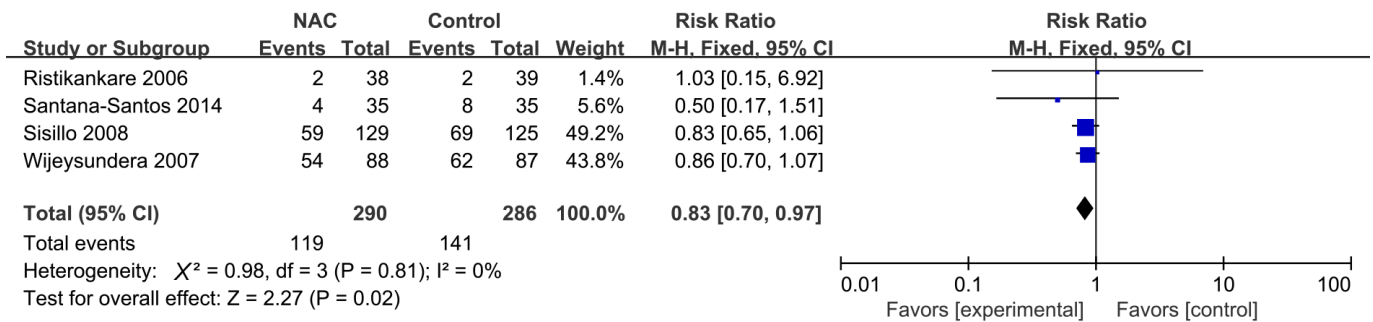 NAC Control Risk Ratio Risk Ratio
Study or Subgroup Events Total Events Total Weight M-H, Fixed, 95% CI M-H, Fixed, 95% CI
Ristikankare 2006 2 38 2 39 1.4% 1.03 [0.15, 6.92]
Santana-Santos 2014 4 35 8 35 5.6% 0.50 [0.17, 1.51]
Sisillo 2008 59 129 69 125 49.2% 0.83 [0.65, 1.06]
Wijeysundera 2007 54 88 62 87 43.8% 0.86 [0.70, 1.07]
Total (95% CI) 290 286 100.0% 0.83 [0.70, 0.97]
Total events 119 141
Heterogeneity: X² = 0.98, df = 3 (P = 0.81); I² = 0%
Test for overall effect: Z = 2.27 (P = 0.02)
0.01 0.1 1 10 100
Favors [experimental] Favors [control]